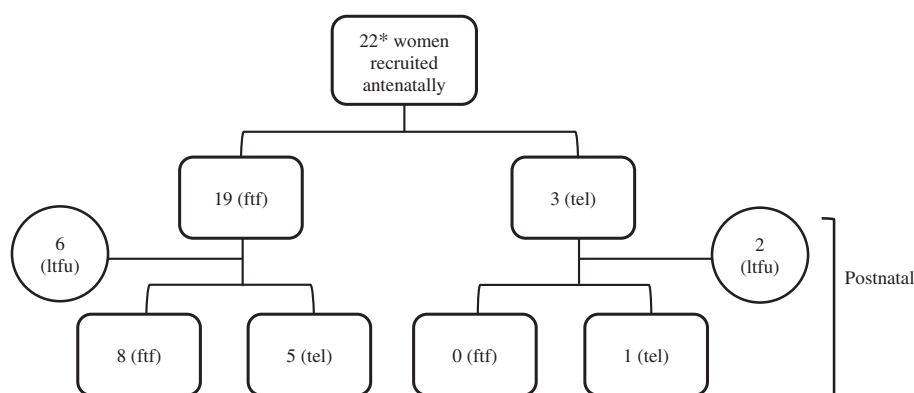 22* women
recruited
antenatally
19 (ftf)
3 (tel)
6
(ltfu)
2
(ltfu)
Postnatal
8 (ftf)
5 (tel)
0 (ftf)
1 (tel)